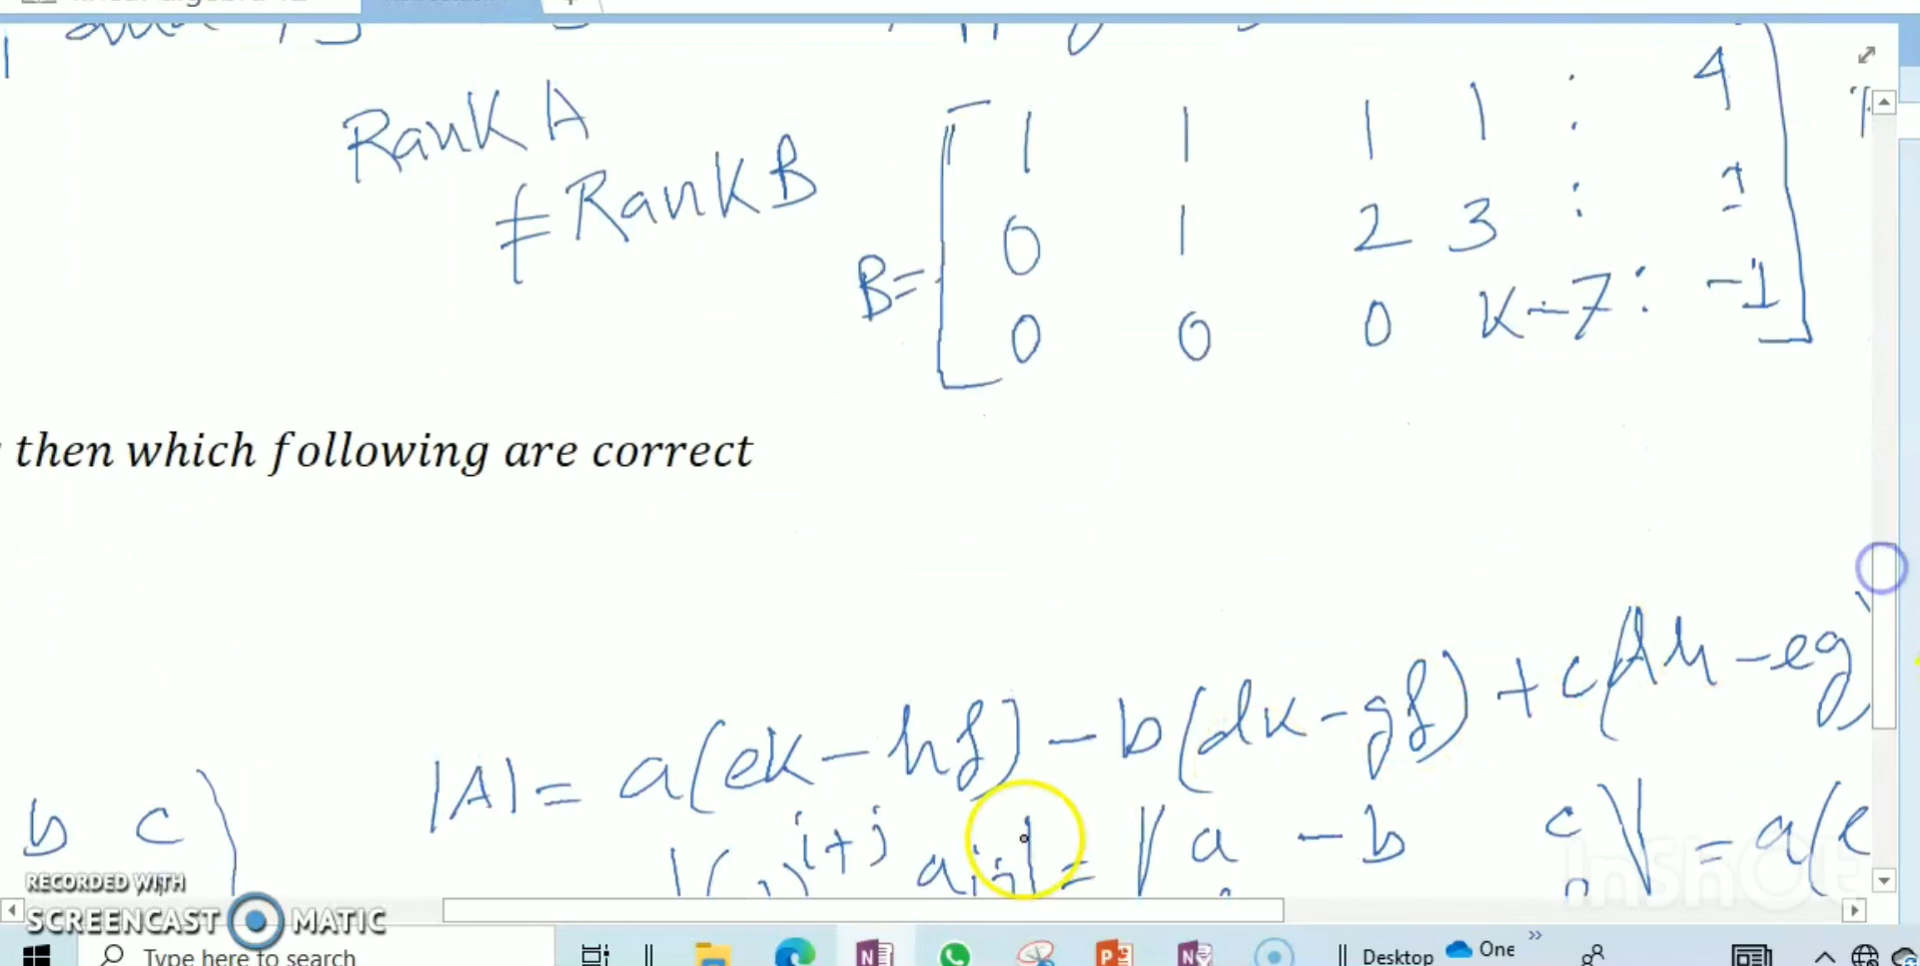 Rank A
≠ Rank B
B = [ 1 1 1 1 : 4
0 1 2 3 : 1
0 0 0 K-7 : -1 ]
then which following are correct
|A| = a(ek-hf) - b(dk-gf) + c(dh-eg)
b c
i+j
a - b c = a(e
RECORDED WITH
SCREENCAST MATIC
InShOt
Type here to search
Desktop
One